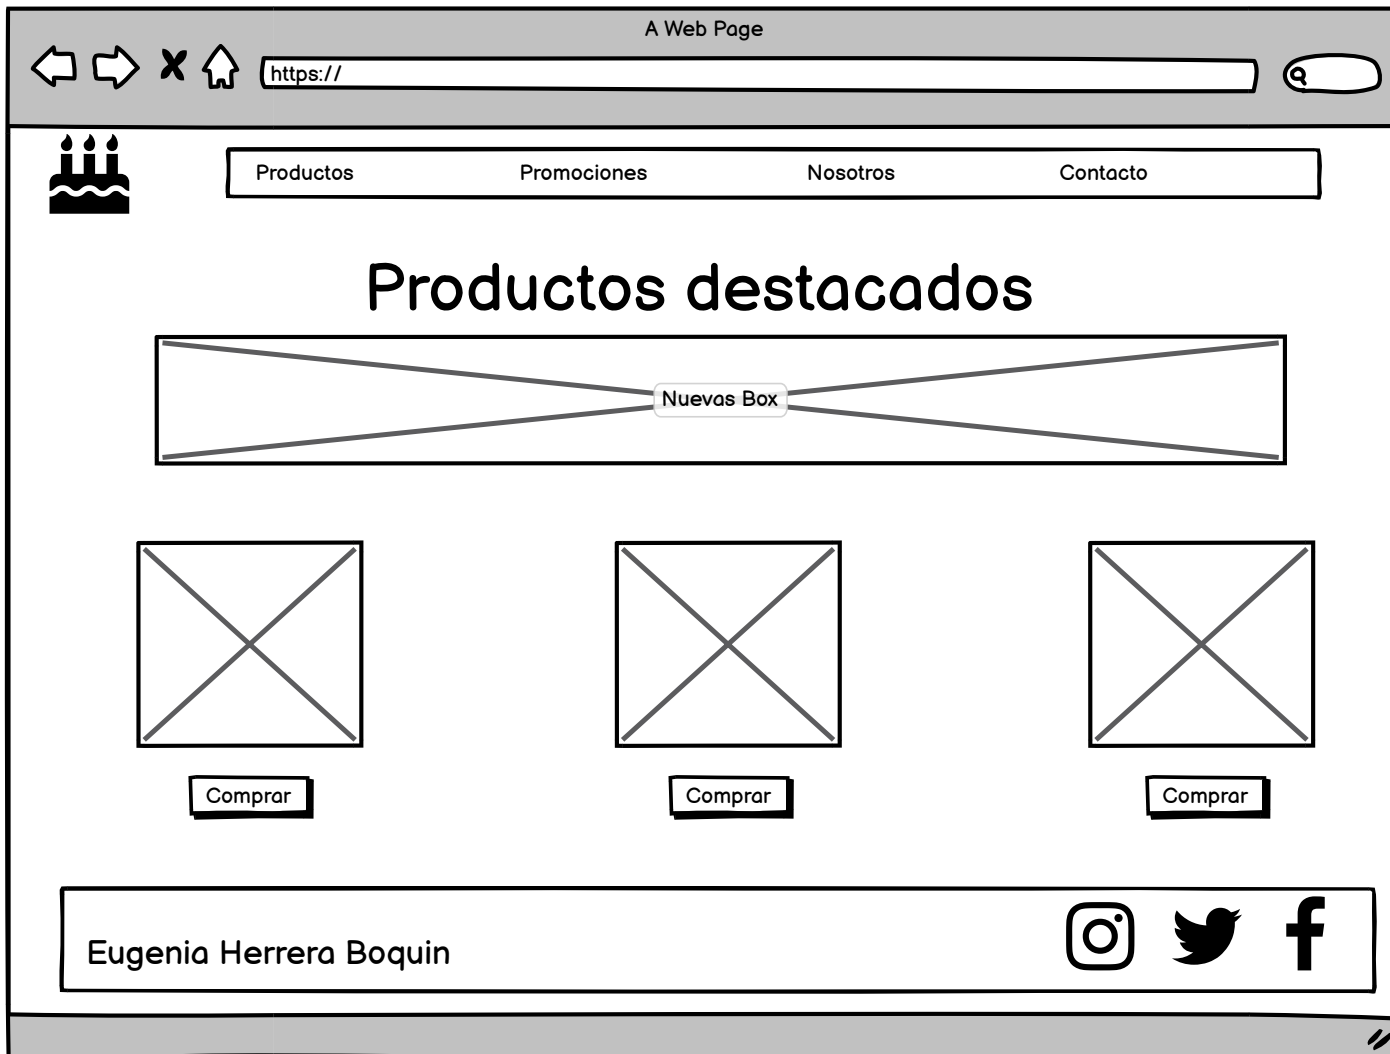 A Web Page
https://
Productos Promociones Nosotros Contacto
Productos destacados
Nuevas Box
Comprar Comprar Comprar
Eugenia Herrera Boquin